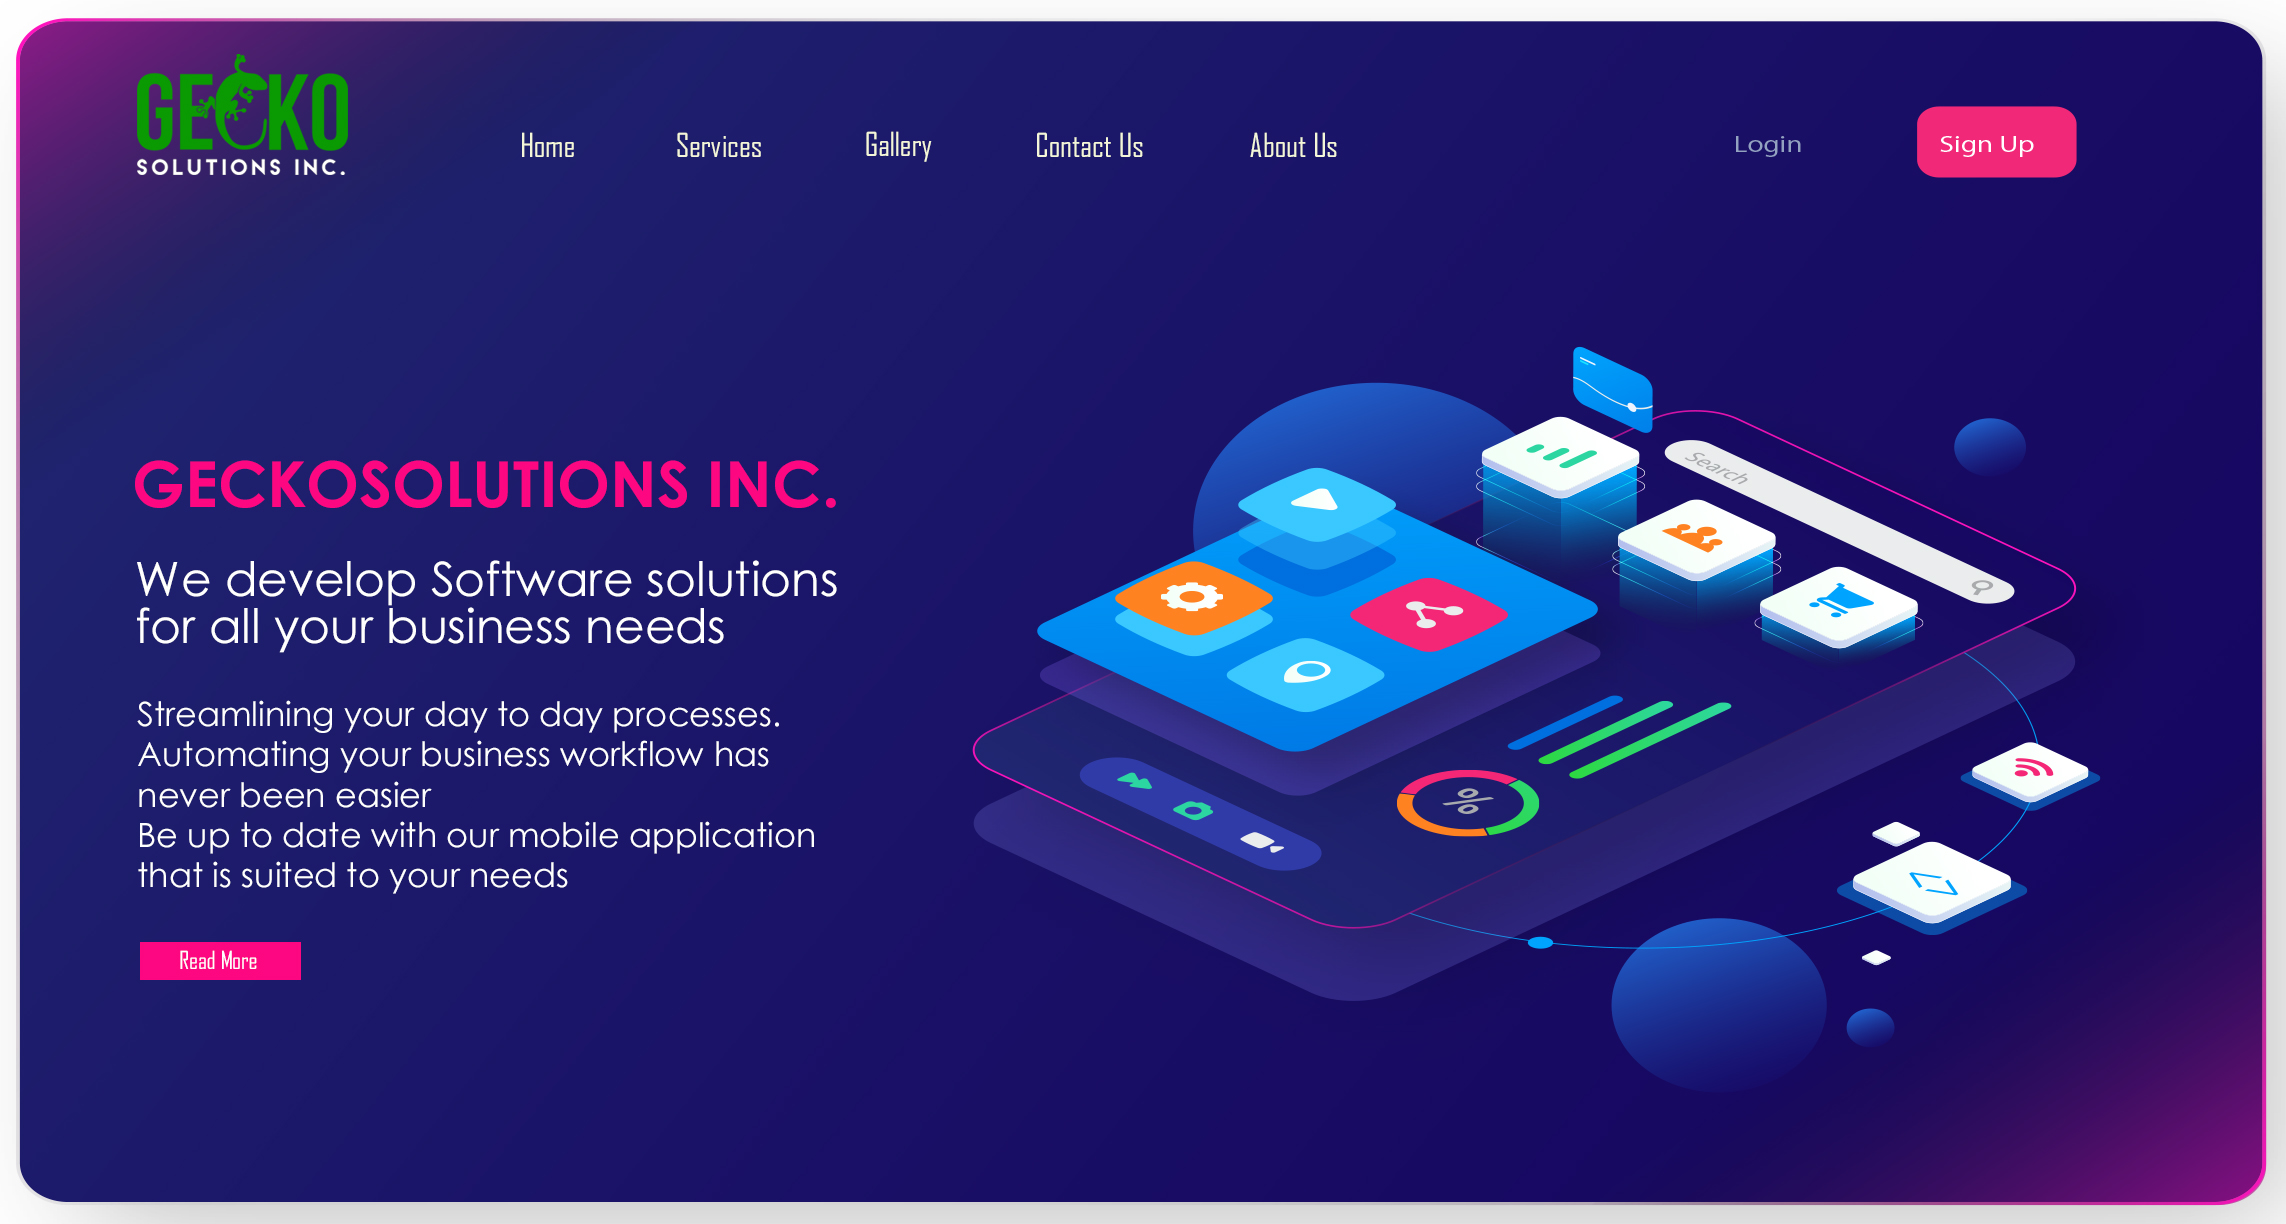 GECKO
SOLUTIONS INC.
Home
Services
Gallery
Contact Us
About Us
Login
Sign Up
GECKOSOLUTIONS INC.
We develop Software solutions
for all your business needs
Streamlining your day to day processes.
Automating your business workflow has
never been easier
Be up to date with our mobile application
that is suited to your needs
Read More
Search
%